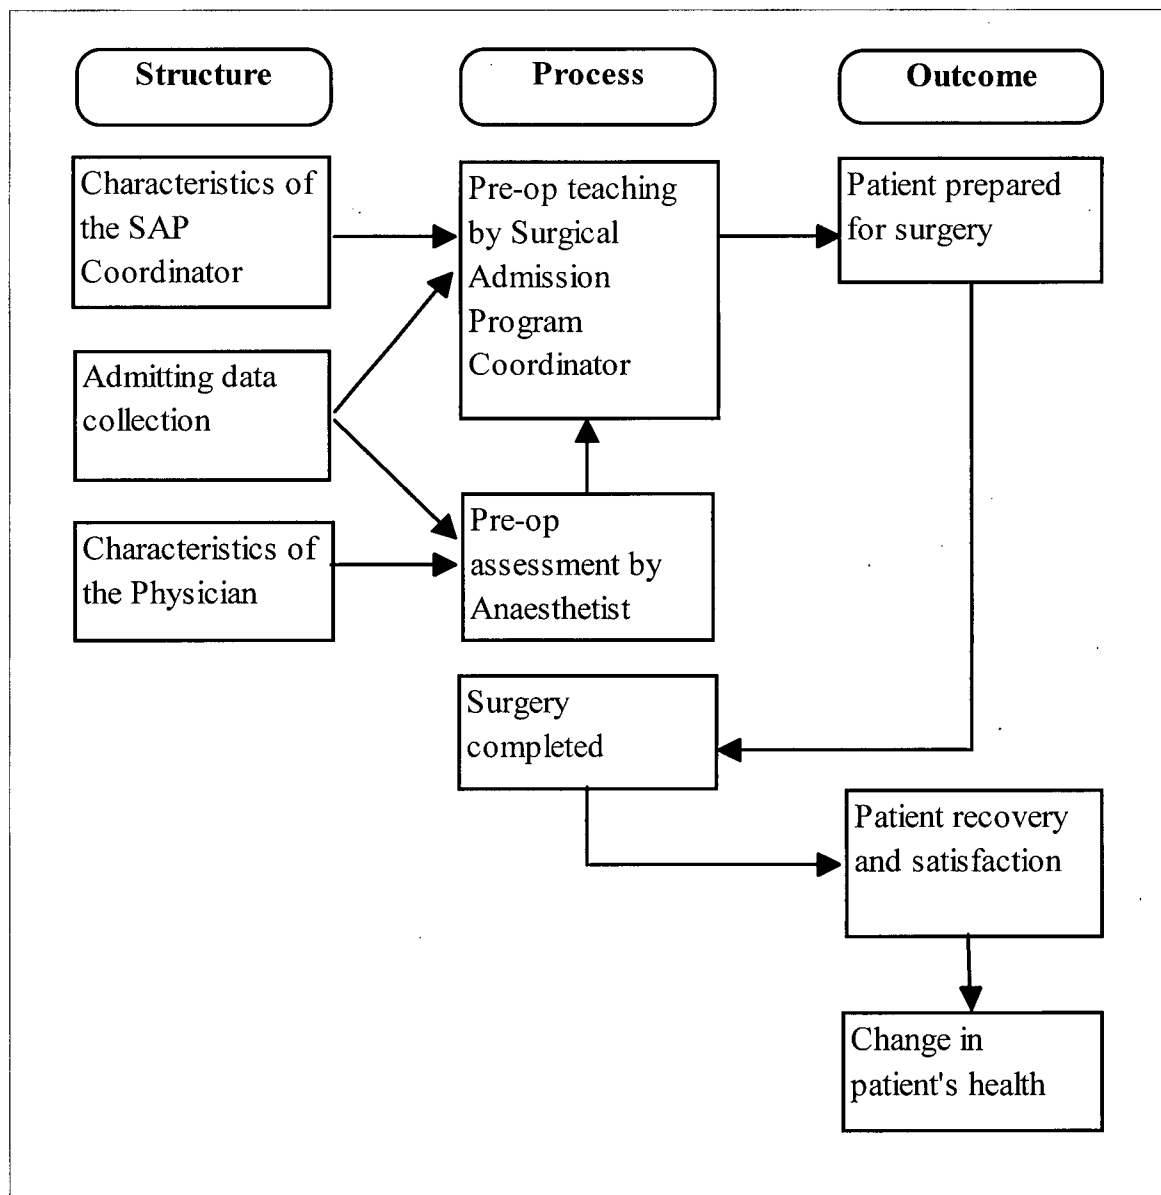 Structure
Process
Outcome
Characteristics of
the SAP
Coordinator
Pre-op teaching
by Surgical
Admission
Program
Coordinator
Patient prepared
for surgery
Admitting data
collection
Characteristics of
the Physician
Pre-op
assessment by
Anaesthetist
Surgery
completed
Patient recovery
and satisfaction
Change in
patient's health